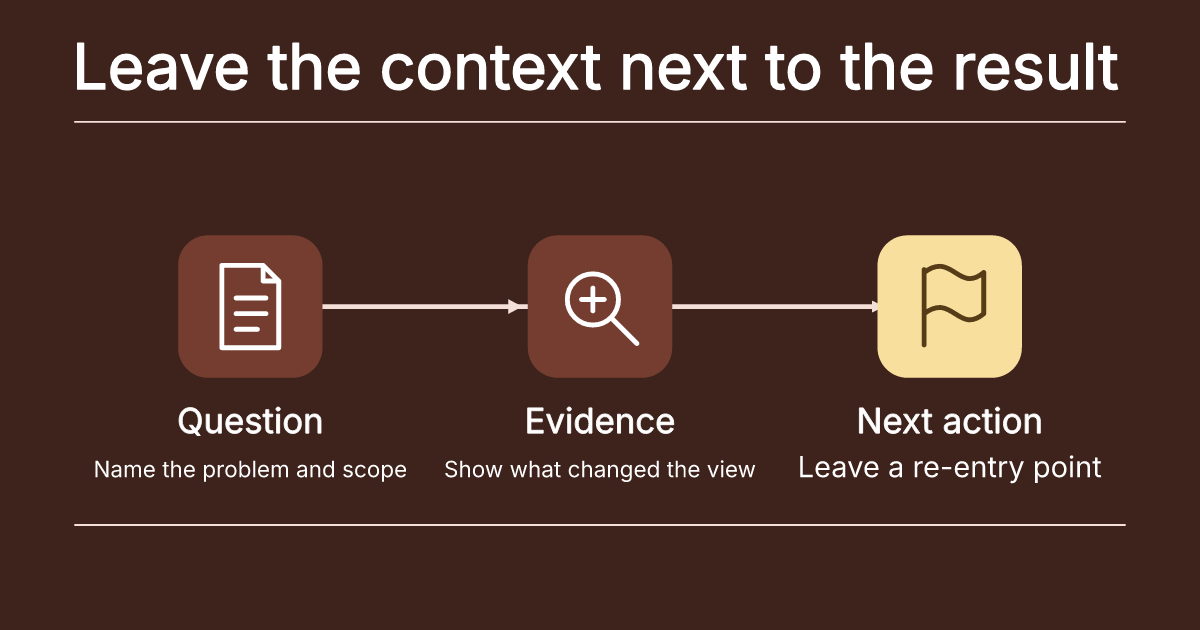 Leave the context next to the result
Question
Evidence
Next action
Name the problem and scope
Show what changed the view
Leave a re-entry point